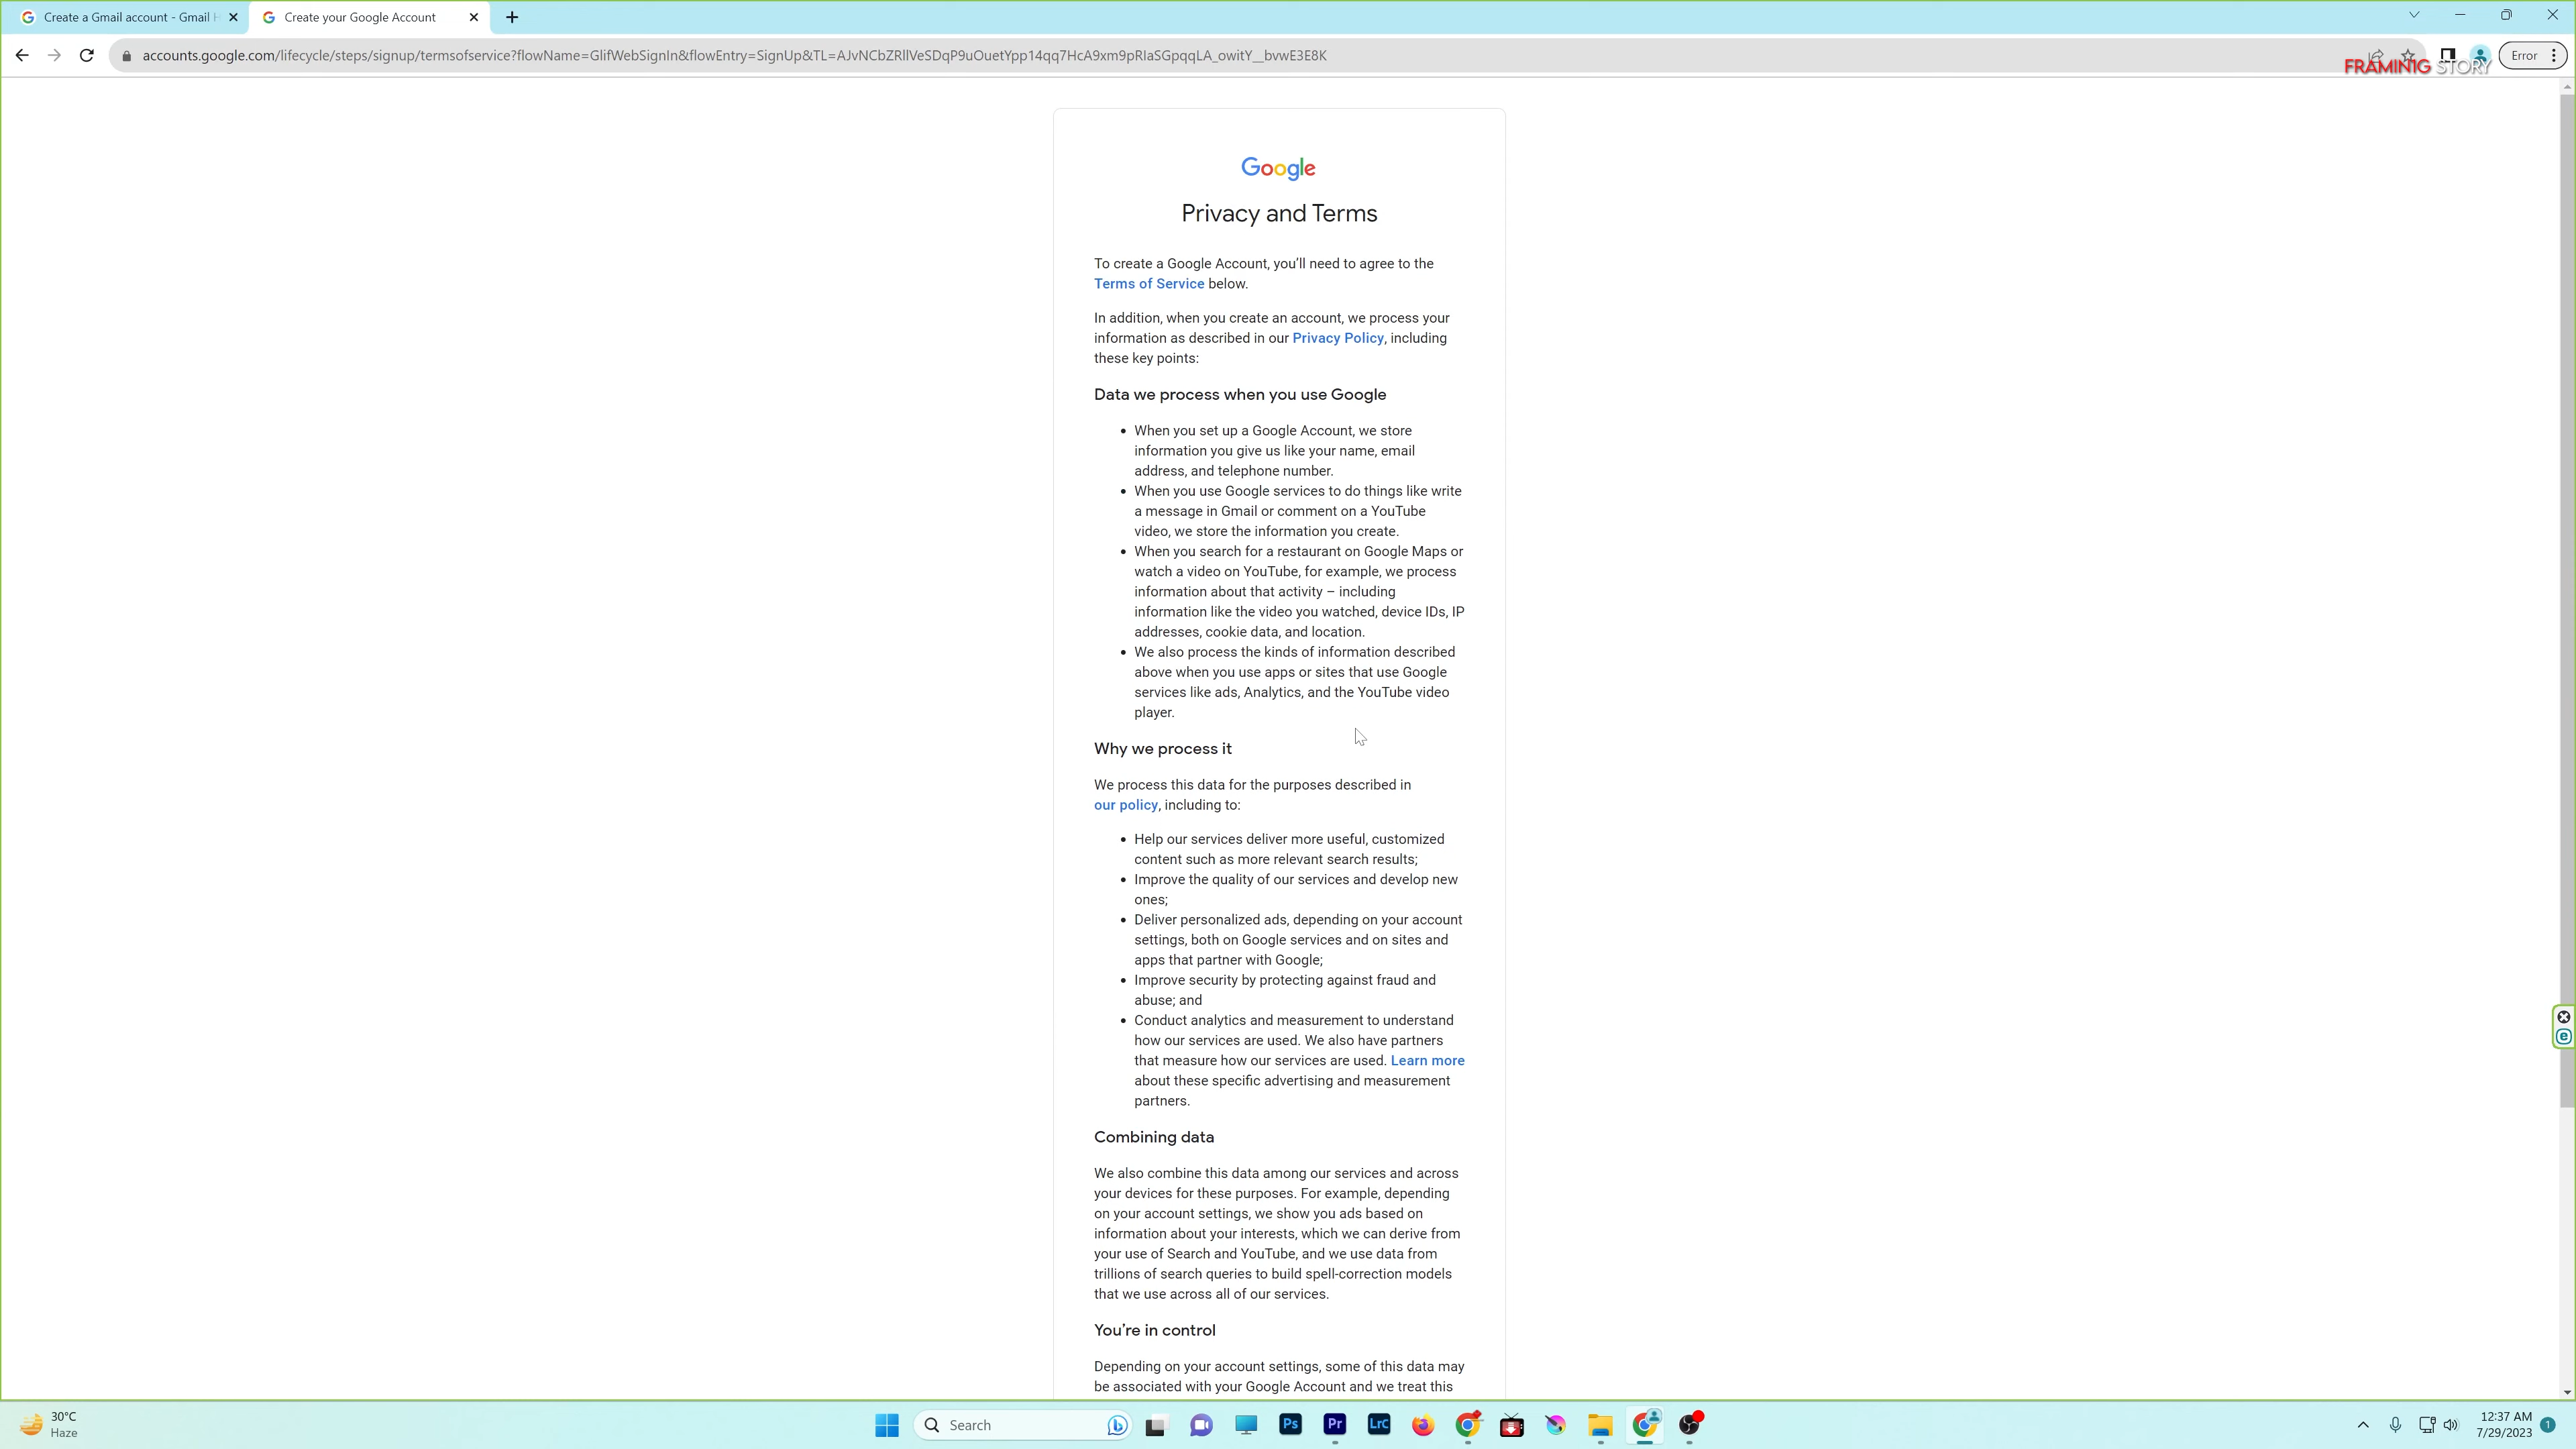 Create a Gmail account - Gmail H
Create your Google Account
accounts.google.com/lifecycle/steps/signup/termsofservice?flowName=GlifWebSignIn&flowEntry=SignUp&TL=AJvNCbZRllVeSDqP9uOuetYpp14qq7HcA9xm9pRIaSGpqqLA_owitY__bvwE3E8K
Error
FRAMIN1G STORY
Google
Privacy and Terms
To create a Google Account, you’ll need to agree to the
Terms of Service below.
In addition, when you create an account, we process your
information as described in our Privacy Policy, including
these key points:
Data we process when you use Google
• When you set up a Google Account, we store
information you give us like your name, email
address, and telephone number.
• When you use Google services to do things like write
a message in Gmail or comment on a YouTube
video, we store the information you create.
• When you search for a restaurant on Google Maps or
watch a video on YouTube, for example, we process
information about that activity – including
information like the video you watched, device IDs, IP
addresses, cookie data, and location.
• We also process the kinds of information described
above when you use apps or sites that use Google
services like ads, Analytics, and the YouTube video
player.
Why we process it
We process this data for the purposes described in
our policy, including to:
• Help our services deliver more useful, customized
content such as more relevant search results;
• Improve the quality of our services and develop new
ones;
• Deliver personalized ads, depending on your account
settings, both on Google services and on sites and
apps that partner with Google;
• Improve security by protecting against fraud and
abuse; and
• Conduct analytics and measurement to understand
how our services are used. We also have partners
that measure how our services are used. Learn more
about these specific advertising and measurement
partners.
Combining data
We also combine this data among our services and across
your devices for these purposes. For example, depending
on your account settings, we show you ads based on
information about your interests, which we can derive from
your use of Search and YouTube, and we use data from
trillions of search queries to build spell-correction models
that we use across all of our services.
You’re in control
Depending on your account settings, some of this data may
be associated with your Google Account and we treat this
30°C
Haze
Search
Ps
Pr
LrC
12:37 AM
7/29/2023
1